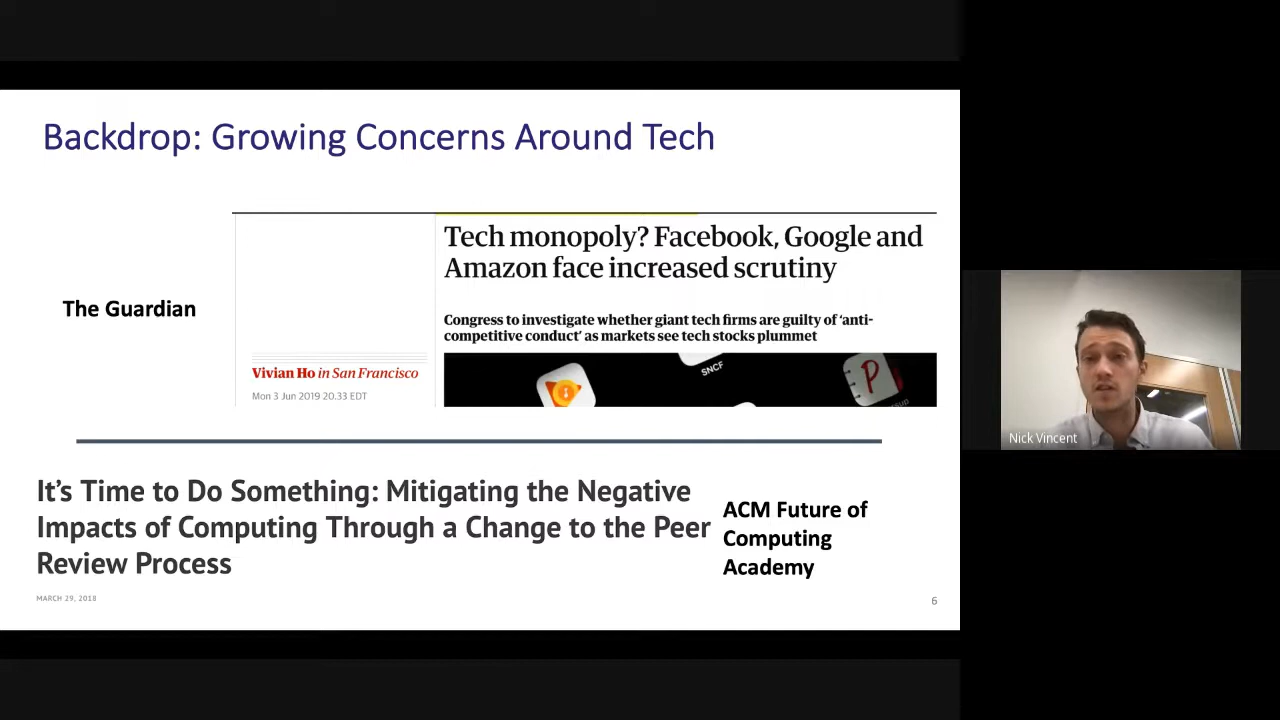 Backdrop: Growing Concerns Around Tech
The Guardian
Tech monopoly? Facebook, Google and
Amazon face increased scrutiny
Congress to investigate whether giant tech firms are guilty of ‘anti-
competitive conduct’ as markets see tech stocks plummet
Vivian Ho in San Francisco
Mon 3 Jun 2019 20.33 EDT
SNCF
P
It’s Time to Do Something: Mitigating the Negative
Impacts of Computing Through a Change to the Peer
Review Process
MARCH 29, 2018
ACM Future of
Computing
Academy
6
Nick Vincent